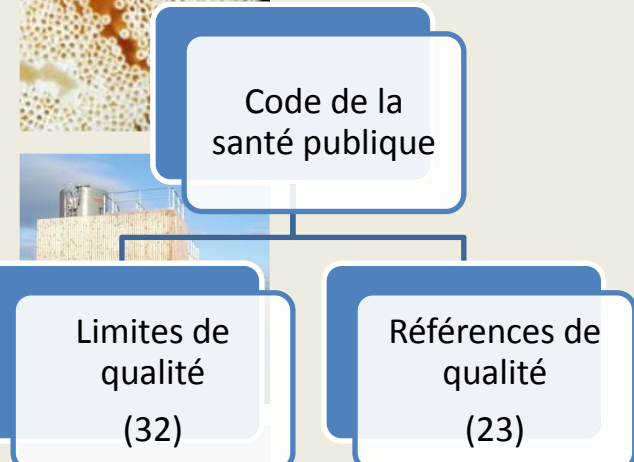 Code de la
santé publique
Limites de
qualité
(32)
Références de
qualité
(23)